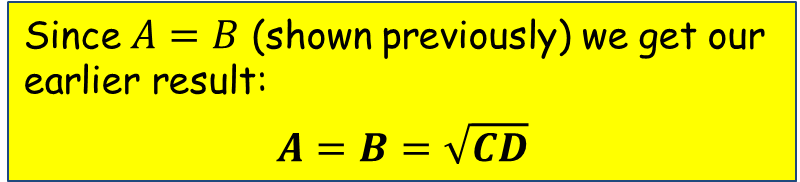 Since A = B (shown previously) we get our
earlier result:
A = B = √CD